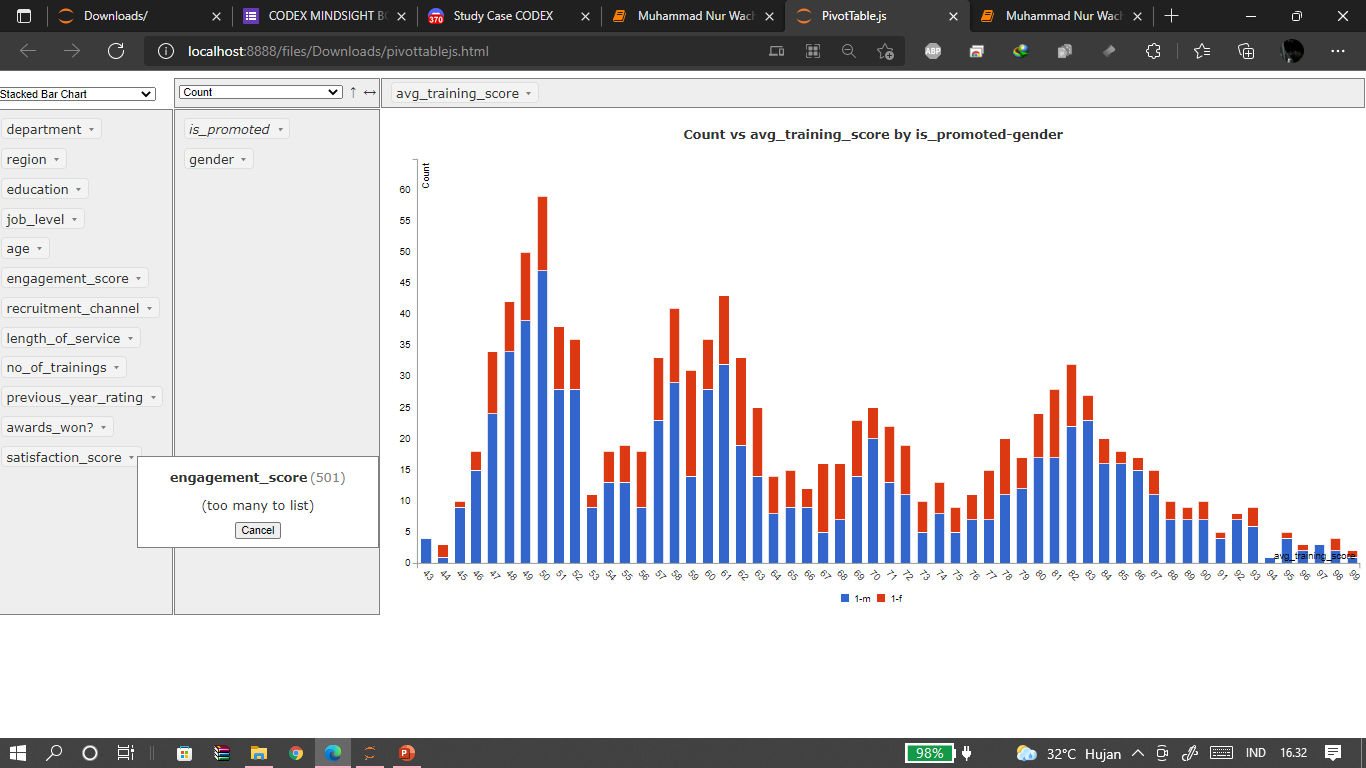 Downloads/
CODEX MINDSIGHT BO
Study Case CODEX
Muhammad Nur Wach
PivotTable.js
Muhammad Nur Wach
localhost:8888/files/Downloads/pivottablejs.html
ABP
Stacked Bar Chart
Count
avg_training_score
department
region
education
job_level
age
engagement_score
recruitment_channel
length_of_service
no_of_trainings
previous_year_rating
awards_won?
satisfaction_score
is_promoted
gender
engagement_score (501)
(too many to list)
Cancel
Count vs avg_training_score by is_promoted-gender
Count
60
55
50
45
40
35
30
25
20
15
10
5
0
43 44 45 46 47 48 49 50 51 52 53 54 55 56 57 58 59 60 61 62 63 64 65 66 67 68 69 70 71 72 73 74 75 76 77 78 79 80 81 82 83 84 85 86 87 88 89 90 91 92 93 94 95 96 97 98 99
avg_training_score
1-m 1-f
98%
32°C Hujan
IND
16.32